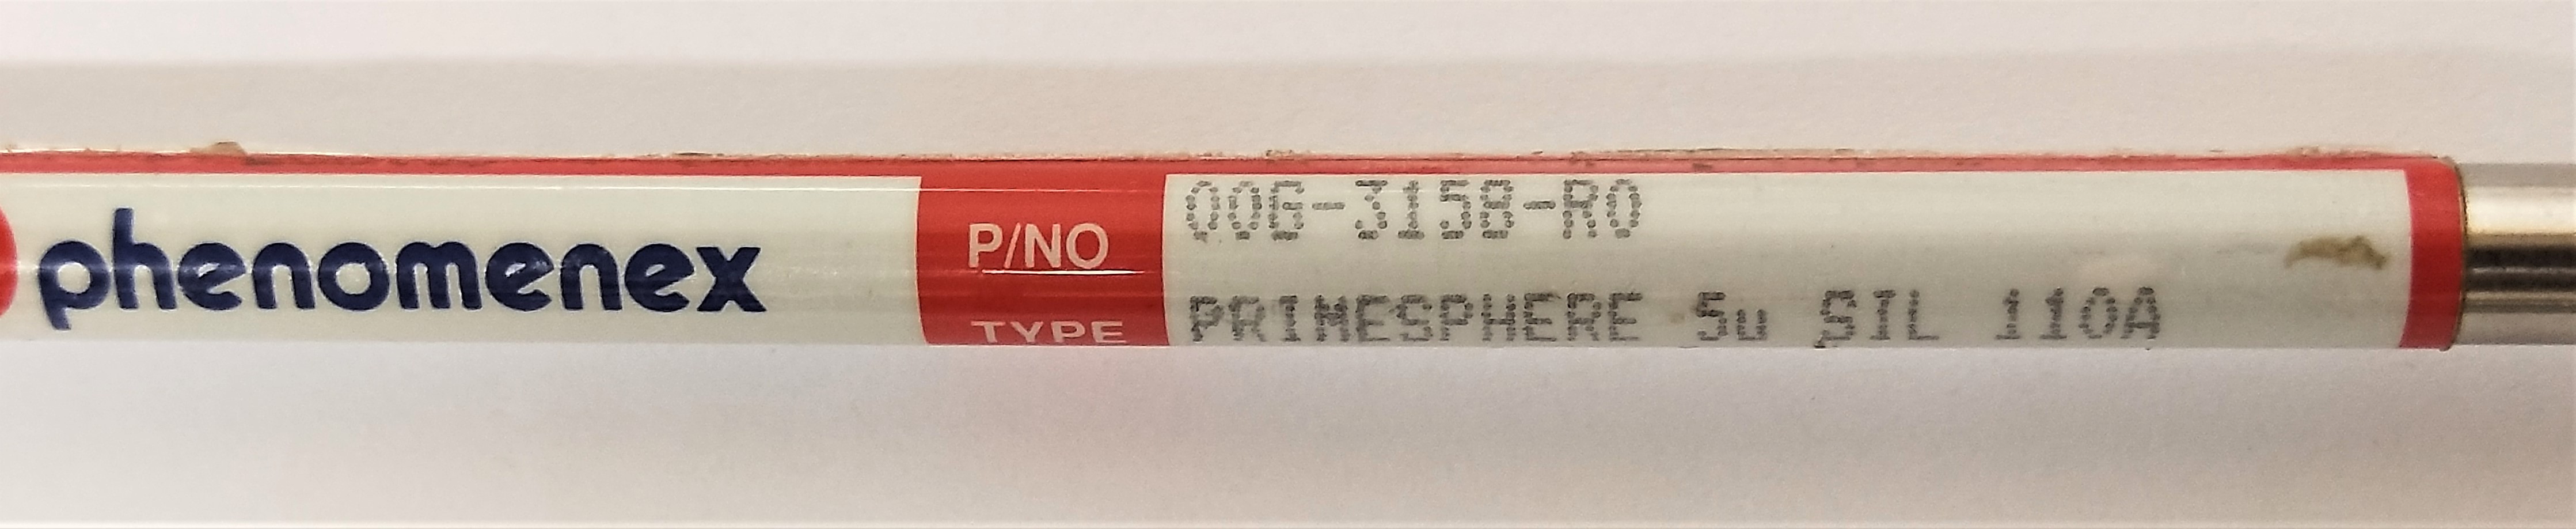 phenomenex
P/NO 00G-3158-R0
TYPE PRIMESPHERE 5u SIL 110A